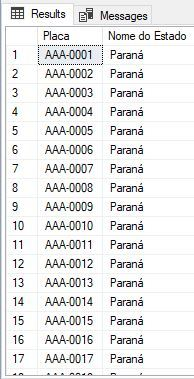 Results Messages
Placa Nome do Estado
1 AAA-0001 Paraná
2 AAA-0002 Paraná
3 AAA-0003 Paraná
4 AAA-0004 Paraná
5 AAA-0005 Paraná
6 AAA-0006 Paraná
7 AAA-0007 Paraná
8 AAA-0008 Paraná
9 AAA-0009 Paraná
10 AAA-0010 Paraná
11 AAA-0011 Paraná
12 AAA-0012 Paraná
13 AAA-0013 Paraná
14 AAA-0014 Paraná
15 AAA-0015 Paraná
16 AAA-0016 Paraná
17 AAA-0017 Paraná